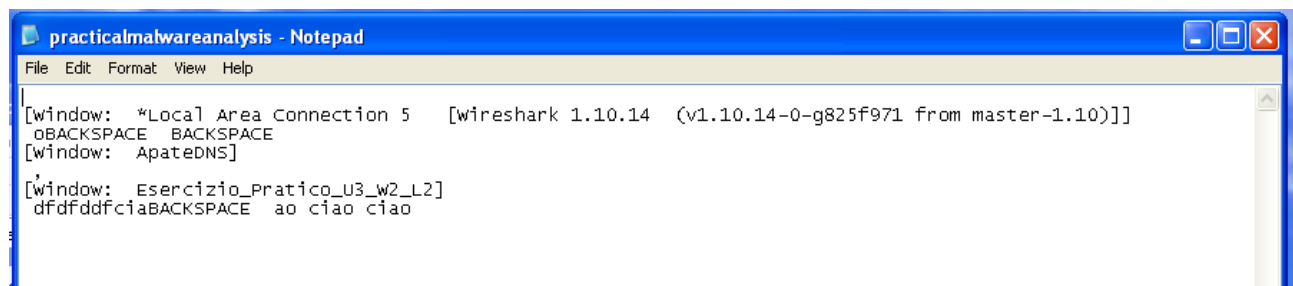 practicalmalwareanalysis - Notepad
File Edit Format View Help
[Window: *Local Area Connection 5 [Wireshark 1.10.14 (v1.10.14-0-g825f971 from master-1.10)]]
oBACKSPACE BACKSPACE
[Window: ApateDNS]
,
[Window: Esercizio_Pratico_U3_W2_L2]
dfdfddfciaBACKSPACE ao ciao ciao